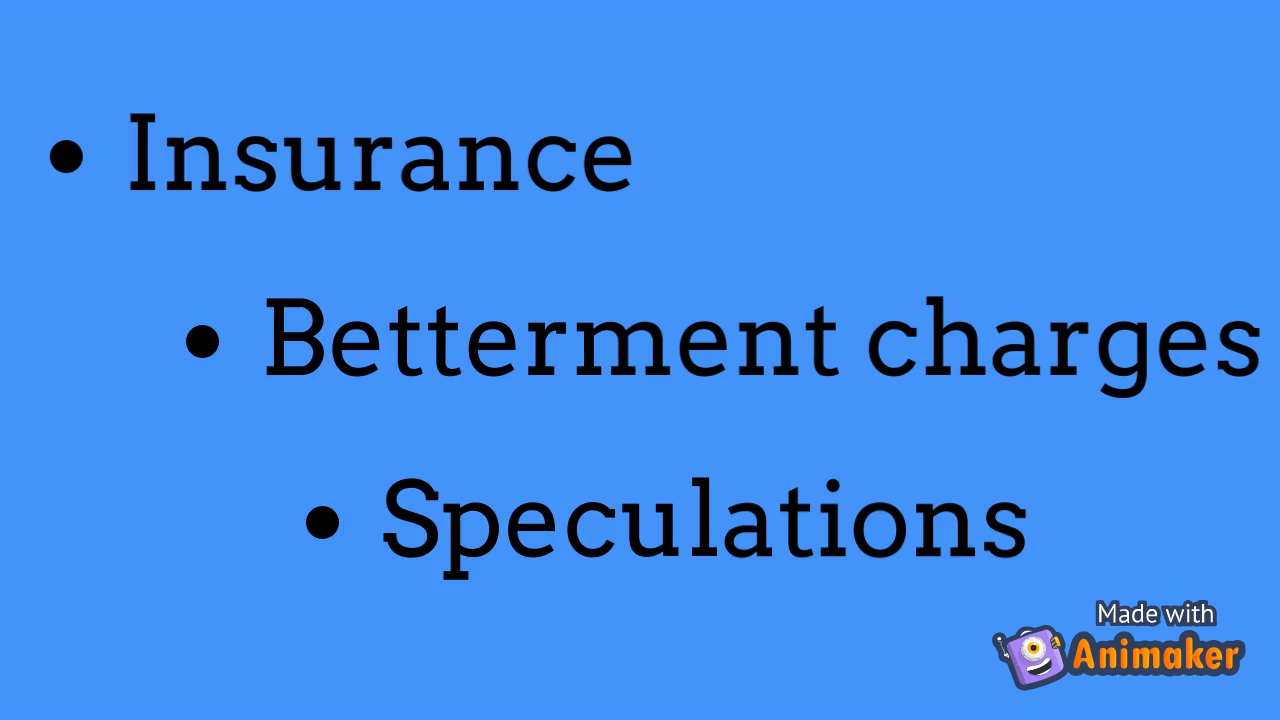 • Insurance
• Betterment charges
• Speculations
Made with
Animaker